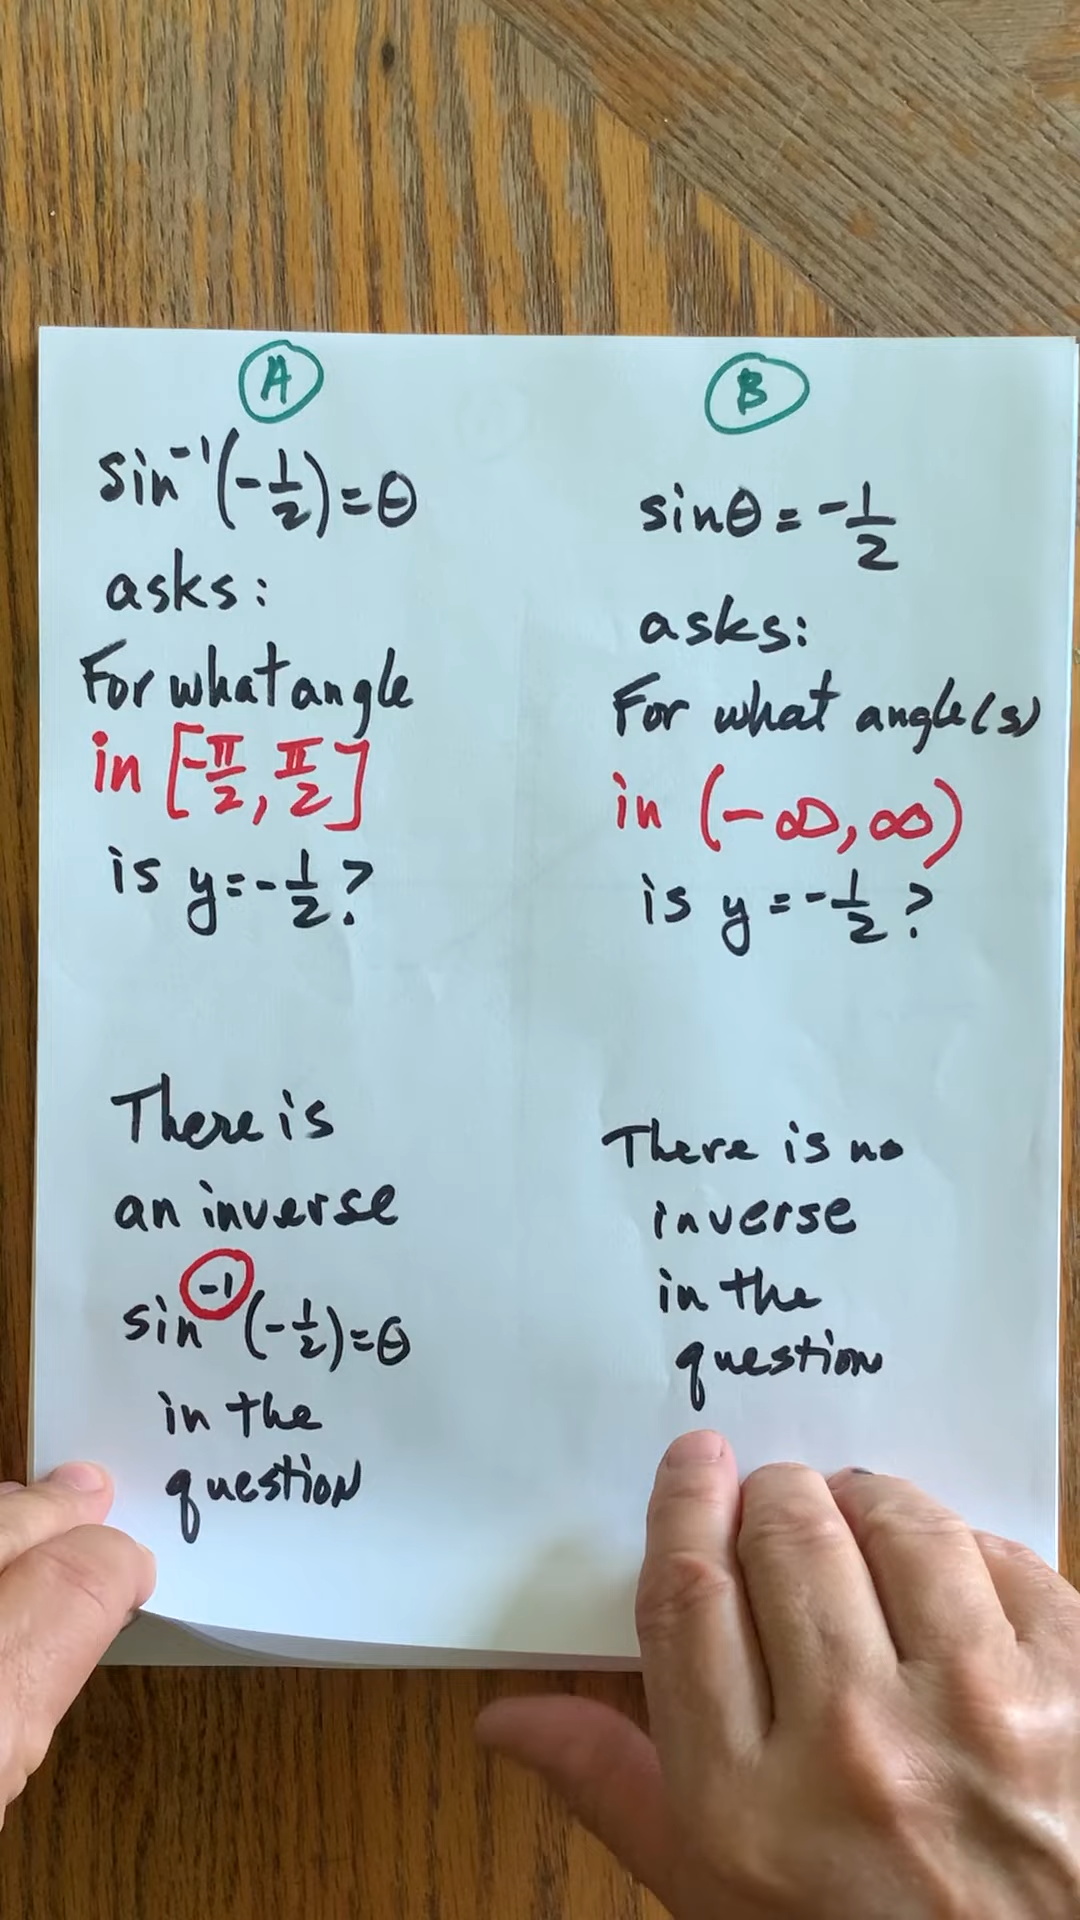 A
sin⁻¹(-1/2)=θ
asks:
For what angle
in [-π/2, π/2]
is y=-1/2?
There is
an inverse
sin⁻¹(-1/2)=θ
in the
question
B
sinθ=-1/2
asks:
For what angle(s)
in (-∞,∞)
is y=-1/2?
There is no
inverse
in the
question